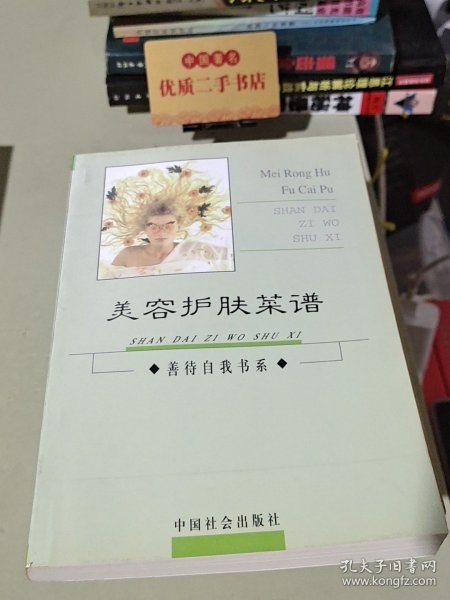 中国著名
优质二手书店
Mei Rong Hu
Fu Cai Pu
SHAN DAI
ZI WO
SHU XI
美容护肤菜谱
SHAN DAI ZI WO SHU XI
◆善待自我书系◆
中国社会出版社
孔夫子旧书网
www.kongfz.com